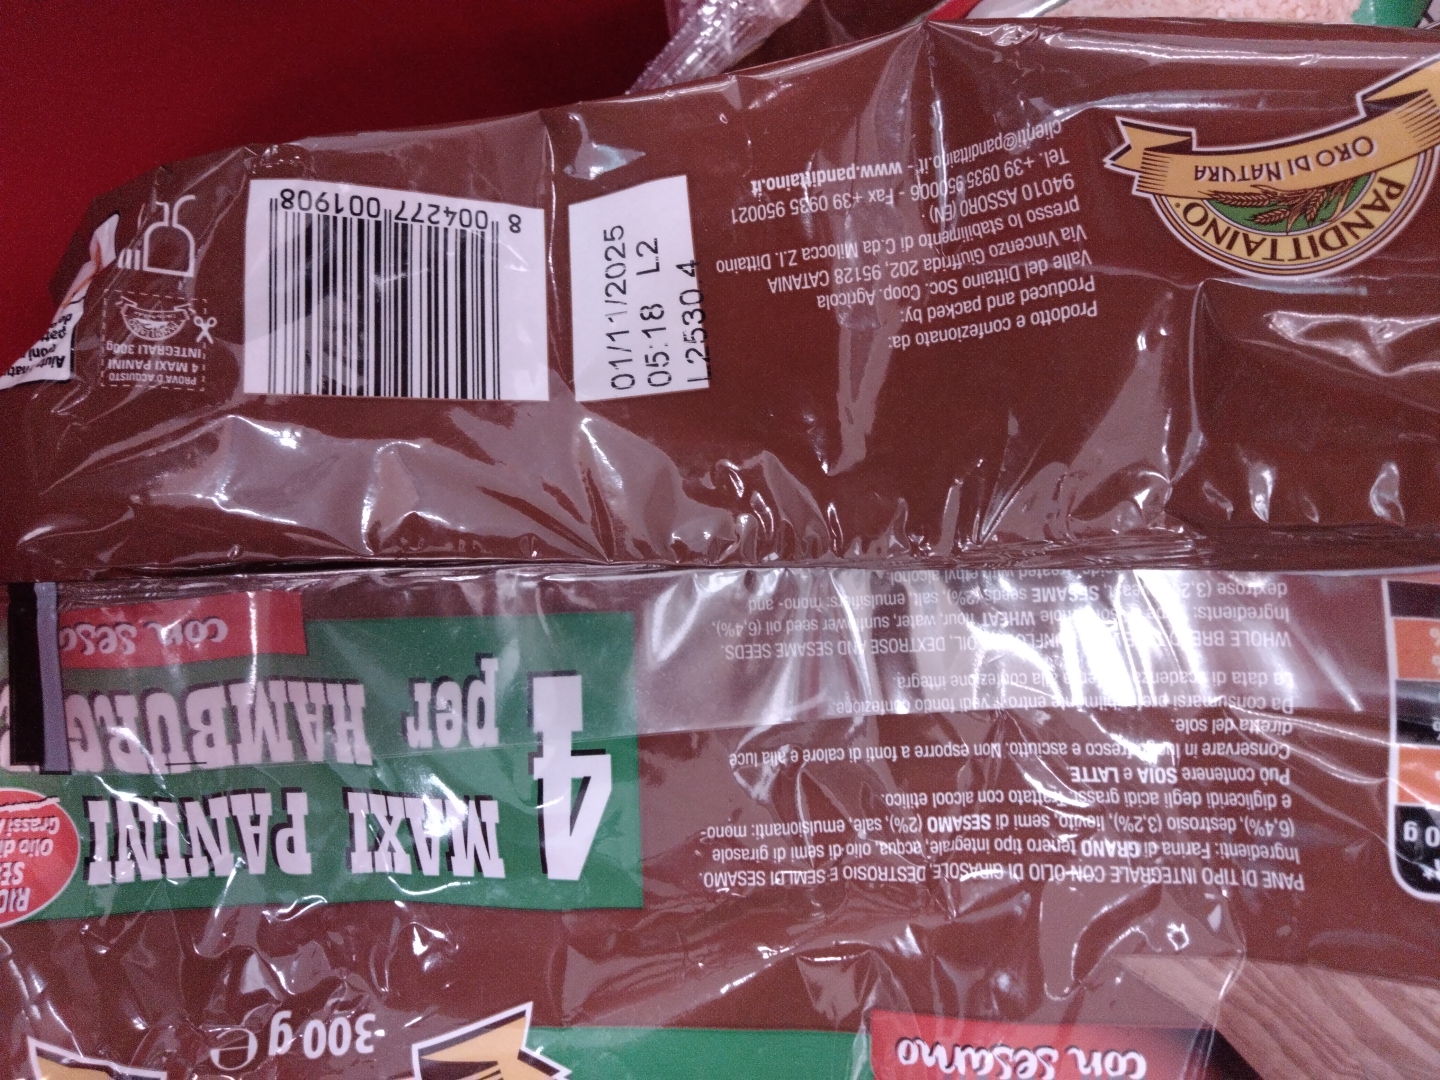 PANDITTAINO
ORO DI NATURA
Prodotto e confezionato da:
Produced and packed by:
Valle del Dittaino Soc. Coop. Agricola
Via Vincenzo Giuffrida 202, 95128 CATANIA
presso lo stabilimento di C.da Milocca Z.I. Dittaino
94010 ASSORO (EN)
Tel. +39 0935 950006 - Fax +39 0935 950021
clienti@pandittaino.it - www.pandittaino.it
01/11/2025
05:18 L2
L2530 4
8 004277 001908
PROVA D'ACQUISTO
4 MAXI PANINI
INTEGRALI 300g
con sesamo
300 g e
PANE DI TIPO INTEGRALE CON OLIO DI GIRASOLE, DESTROSIO E SEMI DI SESAMO.
Ingredienti: Farina di GRANO tenero tipo integrale, acqua, olio di semi di girasole
(6,4%), destrosio (3,2%), lievito, semi di SESAMO (2%), sale, emulsionanti: mono-
e digliceridi degli acidi grassi. Trattato con alcool etilico.
Può contenere SOIA e LATTE
Conservare in luogo fresco e asciutto. Non esporre a fonti di calore e alla luce
diretta del sole.
Da consumarsi preferibilmente entro: vedi fondo confezione.
La data di scadenza alla confezione integra.
WHOLE BREAD OIL, DEXTROSE AND SESAME SEEDS.
Ingredients: whole WHEAT flour, water, sunflower seed oil (6,4%),
dextrose (3,2%), yeast, SESAME seeds (2%), salt, emulsifiers: mono- and
treated with ethyl alcohol
4
MAXI PANINI
per HAMBURG
con sesa
Olio di
Grassi
0 g